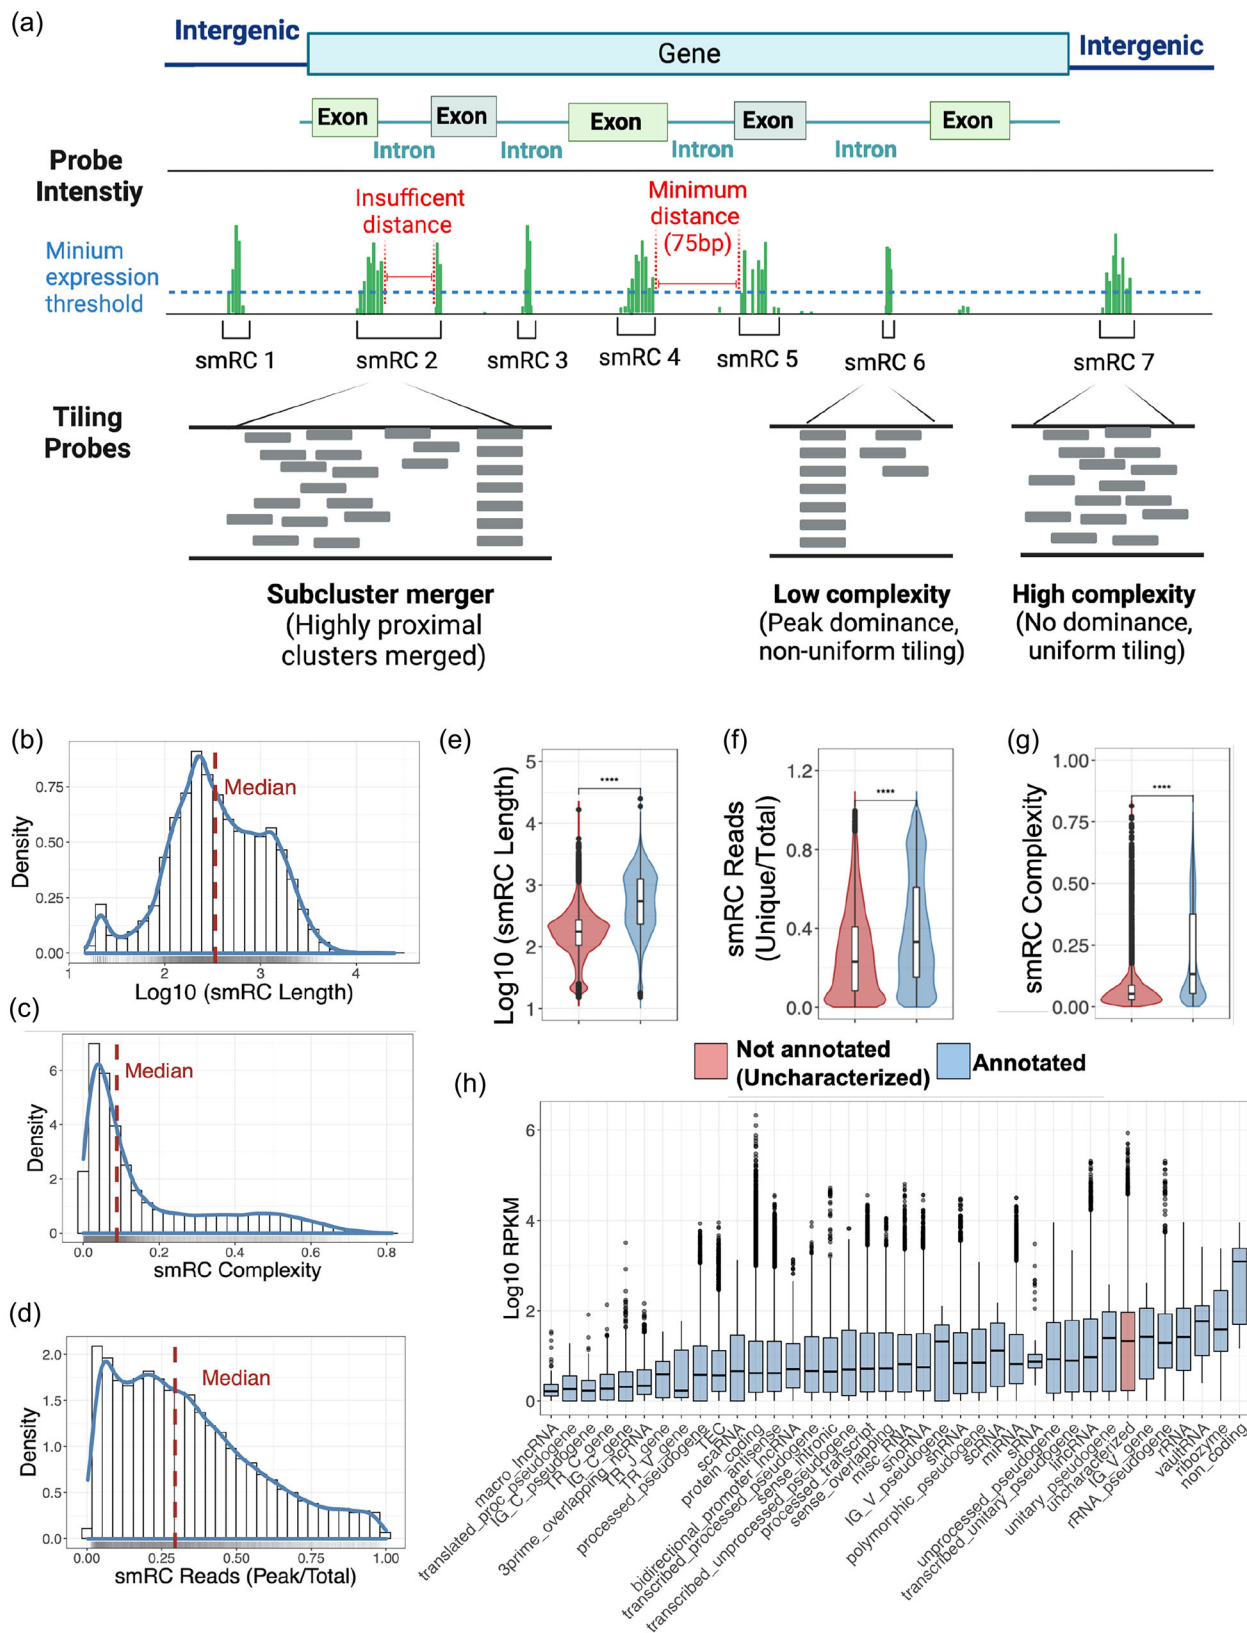 (a)
Intergenic
Gene
Intergenic
Exon
Exon
Exon
Exon
Exon
Intron
Intron
Intron
Intron
Probe
Intenstiy
Insufficent
distance
Minimum
distance
(75bp)
Minium
expression
threshold
smRC 1
smRC 2
smRC 3
smRC 4
smRC 5
smRC 6
smRC 7
Tiling
Probes
Subcluster merger
(Highly proximal
clusters merged)
Low complexity
(Peak dominance,
non-uniform tiling)
High complexity
(No dominance,
uniform tiling)
(b)
Density
0.75
0.50
0.25
0.00
Median
1
2
3
4
Log10 (smRC Length)
(c)
Density
6
4
2
0
Median
0.0
0.2
0.4
0.6
0.8
smRC Complexity
(d)
Density
2.0
1.5
1.0
0.5
0.0
Median
0.00
0.25
0.50
0.75
1.00
smRC Reads (Peak/Total)
(e)
Log10 (smRC Length)
5
4
3
2
1
****
(f)
smRC Reads
(Unique/Total)
1.2
0.8
0.4
0.0
****
(g)
smRC Complexity
1.00
0.75
0.50
0.25
0.00
****
Not annotated
(Uncharacterized)
Annotated
(h)
Log10 RPKM
6
4
2
0
macro_lncRNA
translated_proc_pseudogene
IG_C_pseudogene
TR_C_gene
IG_C_gene
3prime_overlapping_ncRNA
TR_J_gene
TR_V_gene
processed_pseudogene
TEC
scaRNA
protein_coding
antisense
bidirectional_promoter_lncRNA
transcribed_processed_pseudogene
sense_intronic
transcribed_unprocessed_pseudogene
processed_transcript
sense_overlapping
misc_RNA
snoRNA
IG_V_pseudogene
snRNA
polymorphic_pseudogene
scRNA
miRNA
sRNA
unprocessed_pseudogene
transcribed_unitary_pseudogene
lincRNA
unitary_pseudogene
uncharacterized
IG_V_gene
rRNA_pseudogene
rRNA
vaultRNA
ribozyme
non_coding